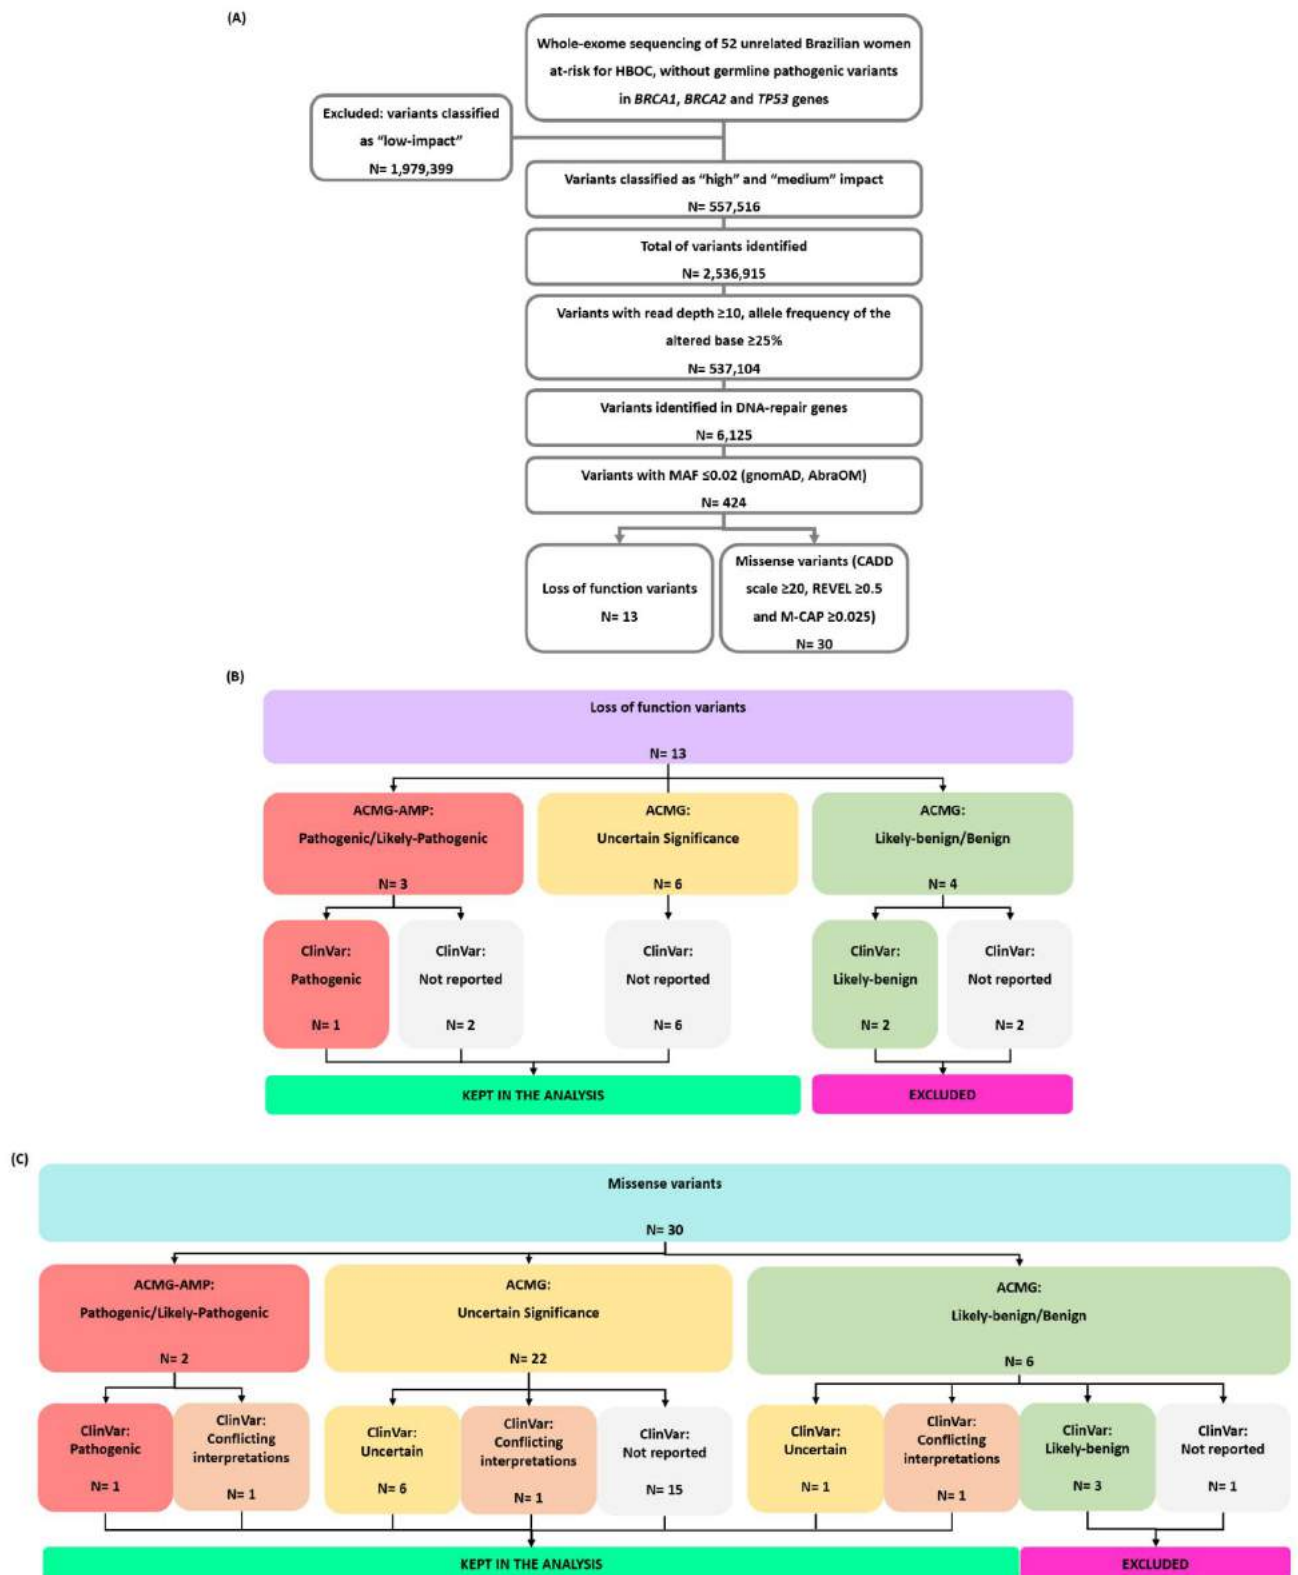 (A)
Whole-exome sequencing of 52 unrelated Brazilian women
at-risk for HBOC, without germline pathogenic variants
in BRCA1, BRCA2 and TP53 genes
Excluded: variants classified
as “low-impact”
N= 1,979,399
Variants classified as “high” and “medium” impact
N= 557,516
Total of variants identified
N= 2,536,915
Variants with read depth ≥10, allele frequency of the
altered base ≥25%
N= 537,104
Variants identified in DNA-repair genes
N= 6,125
Variants with MAF ≤0.02 (gnomAD, AbraOM)
N= 424
Loss of function variants
N= 13
Missense variants (CADD
scale ≥20, REVEL ≥0.5
and M-CAP ≥0.025)
N= 30
(B)
Loss of function variants
N= 13
ACMG-AMP:
Pathogenic/Likely-Pathogenic
N= 3
ACMG:
Uncertain Significance
N= 6
ACMG:
Likely-benign/Benign
N= 4
ClinVar:
Pathogenic
N= 1
ClinVar:
Not reported
N= 2
ClinVar:
Not reported
N= 6
ClinVar:
Likely-benign
N= 2
ClinVar:
Not reported
N= 2
KEPT IN THE ANALYSIS
EXCLUDED
(C)
Missense variants
N= 30
ACMG-AMP:
Pathogenic/Likely-Pathogenic
N= 2
ACMG:
Uncertain Significance
N= 22
ACMG:
Likely-benign/Benign
N= 6
ClinVar:
Pathogenic
N= 1
ClinVar:
Conflicting
interpretations
N= 1
ClinVar:
Uncertain
N= 6
ClinVar:
Conflicting
interpretations
N= 1
ClinVar:
Not reported
N= 15
ClinVar:
Uncertain
N= 1
ClinVar:
Conflicting
interpretations
N= 1
ClinVar:
Likely-benign
N= 3
ClinVar:
Not reported
N= 1
KEPT IN THE ANALYSIS
EXCLUDED